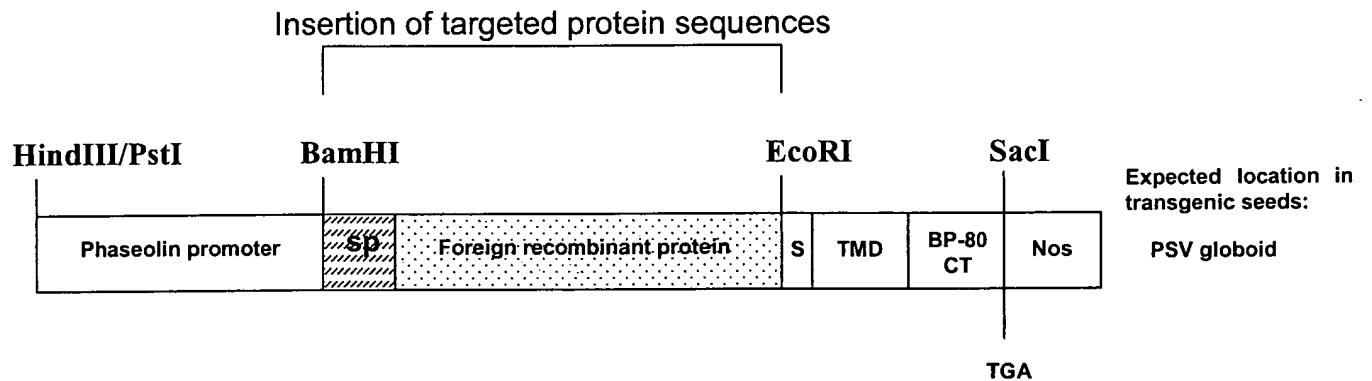 Insertion of targeted protein sequences
HindIII/PstI
BamHI
EcoRI
SacI
Expected location in
transgenic seeds:
Phaseolin promoter
sp
Foreign recombinant protein
S
TMD
BP-80
CT
Nos
PSV globoid
TGA